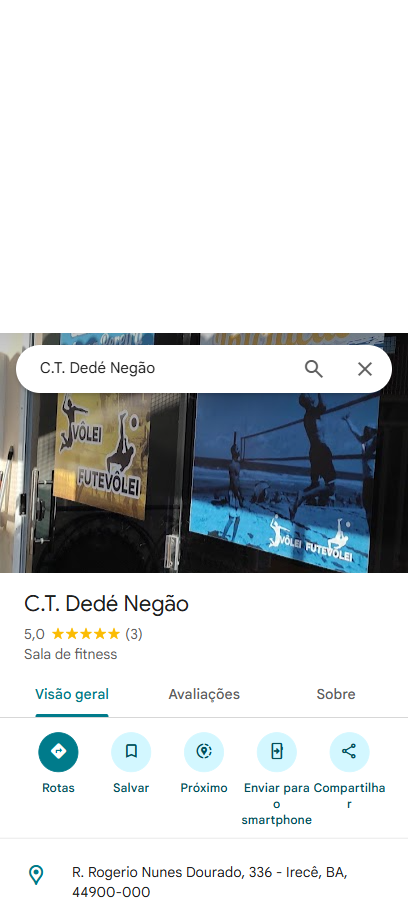 C.T. Dedé Negão
VÔLEI
FUTEVÔLEI
VÔLEI FUTEVÔLEI
C.T. Dedé Negão
5,0 ★★★★★ (3)
Sala de fitness
Visão geral Avaliações Sobre
Rotas Salvar Próximo Enviar para o smartphone Compartilhar
R. Rogerio Nunes Dourado, 336 - Irecê, BA,
44900-000